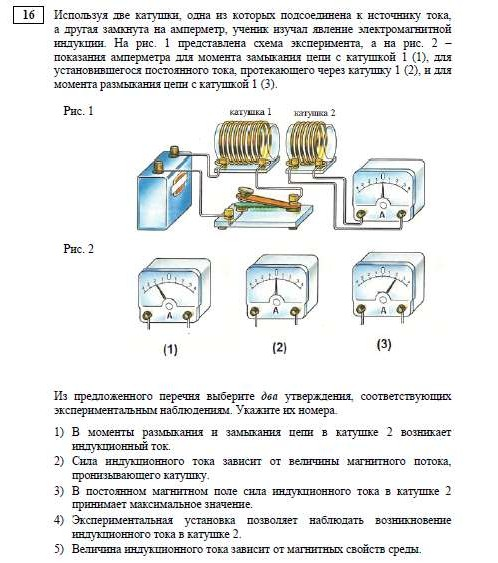 16
Используя две катушки, одна из которых подсоединена к источнику тока,
а другая замкнута на амперметр, ученик изучал явление электромагнитной
индукции. На рис. 1 представлена схема эксперимента, а на рис. 2 –
показания амперметра для момента замыкания цепи с катушкой 1 (1), для
установившегося постоянного тока, протекающего через катушку 1 (2), и для
момента размыкания цепи с катушкой 1 (3).
Рис. 1
катушка 1
катушка 2
0
A
Рис. 2
0
A
0
A
0
A
(1)
(2)
(3)
Из предложенного перечня выберите два утверждения, соответствующих
экспериментальным наблюдениям. Укажите их номера.
1) В моменты размыкания и замыкания цепи в катушке 2 возникает
индукционный ток.
2) Сила индукционного тока зависит от величины магнитного потока,
пронизывающего катушку.
3) В постоянном магнитном поле сила индукционного тока в катушке 2
принимает максимальное значение.
4) Экспериментальная установка позволяет наблюдать возникновение
индукционного тока в катушке 2.
5) Величина индукционного тока зависит от магнитных свойств среды.